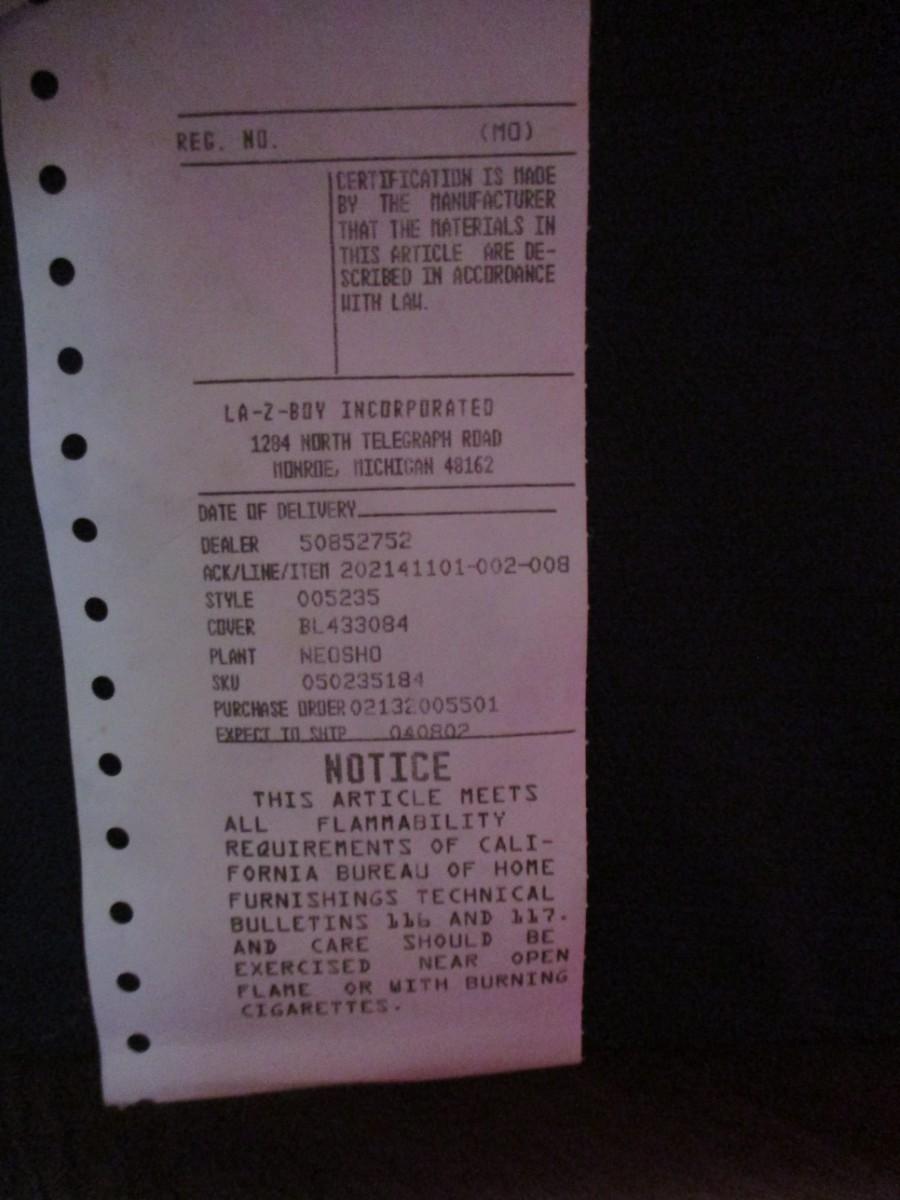 REG. NO. (MO)
CERTIFICATION IS MADE
BY THE MANUFACTURER
THAT THE MATERIALS IN
THIS ARTICLE ARE DE-
SCRIBED IN ACCORDANCE
WITH LAW.
LA-Z-BOY INCORPORATED
1284 NORTH TELEGRAPH ROAD
MONROE, MICHIGAN 48162
DATE OF DELIVERY
DEALER 50852752
ACK/LINE/ITEM 202141101-002-008
STYLE 005235
COVER BL433084
PLANT NEOSHO
SKU 050235184
PURCHASE ORDER 02132005501
EXPECT TO SHIP 040802
NOTICE
THIS ARTICLE MEETS
ALL FLAMMABILITY
REQUIREMENTS OF CALI-
FORNIA BUREAU OF HOME
FURNISHINGS TECHNICAL
BULLETINS 116 AND 117.
AND CARE SHOULD BE
EXERCISED NEAR OPEN
FLAME OR WITH BURNING
CIGARETTES.